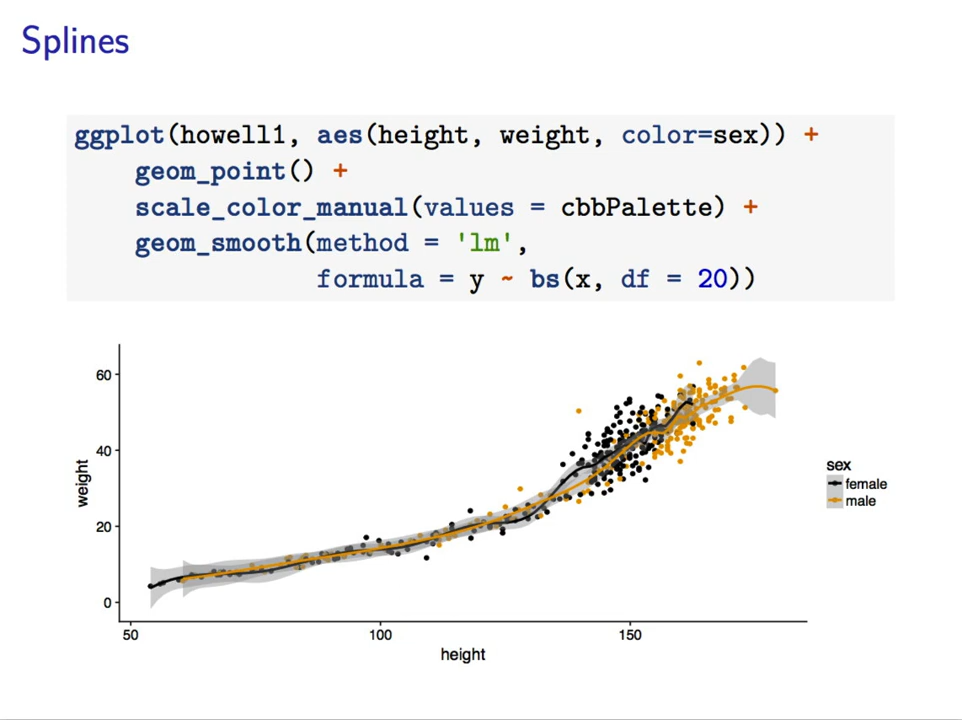 Splines
ggplot(howell1, aes(height, weight, color=sex)) +
geom_point() +
scale_color_manual(values = cbbPalette) +
geom_smooth(method = 'lm',
formula = y ~ bs(x, df = 20))
60
40
20
0
weight
50
100
150
height
sex
female
male